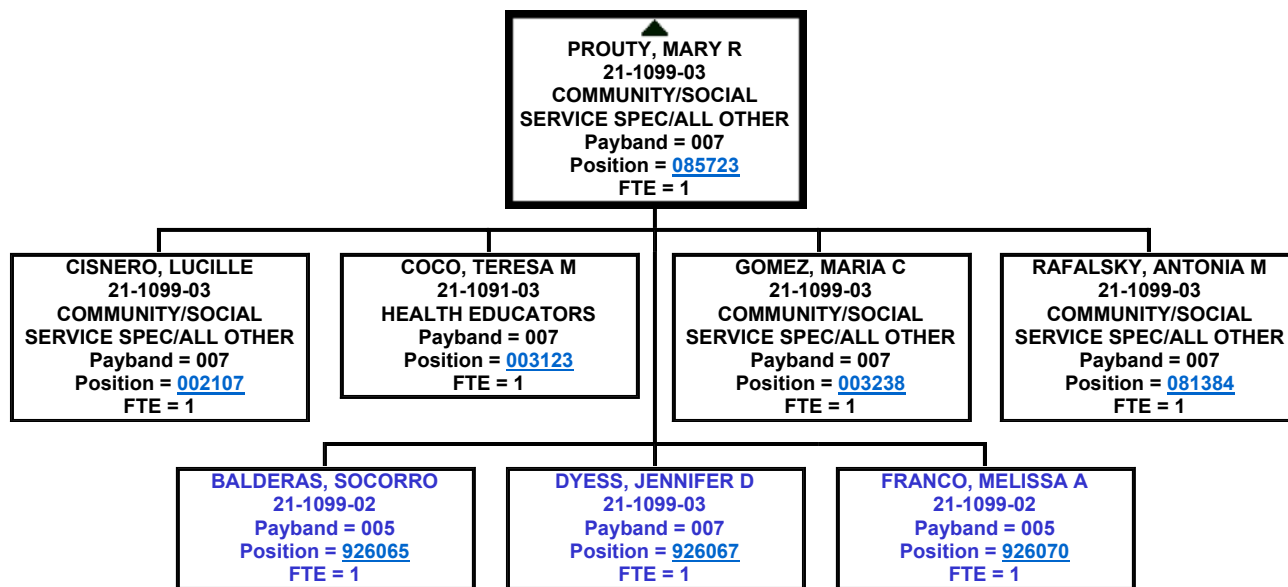 PROUTY, MARY R
21-1099-03
COMMUNITY/SOCIAL
SERVICE SPEC/ALL OTHER
Payband = 007
Position = 085723
FTE = 1
CISNERO, LUCILLE
21-1099-03
COMMUNITY/SOCIAL
SERVICE SPEC/ALL OTHER
Payband = 007
Position = 002107
FTE = 1
COCO, TERESA M
21-1091-03
HEALTH EDUCATORS
Payband = 007
Position = 003123
FTE = 1
GOMEZ, MARIA C
21-1099-03
COMMUNITY/SOCIAL
SERVICE SPEC/ALL OTHER
Payband = 007
Position = 003238
FTE = 1
RAFALSKY, ANTONIA M
21-1099-03
COMMUNITY/SOCIAL
SERVICE SPEC/ALL OTHER
Payband = 007
Position = 081384
FTE = 1
BALDERAS, SOCORRO
21-1099-02
Payband = 005
Position = 926065
FTE = 1
DYESS, JENNIFER D
21-1099-03
Payband = 007
Position = 926067
FTE = 1
FRANCO, MELISSA A
21-1099-02
Payband = 005
Position = 926070
FTE = 1